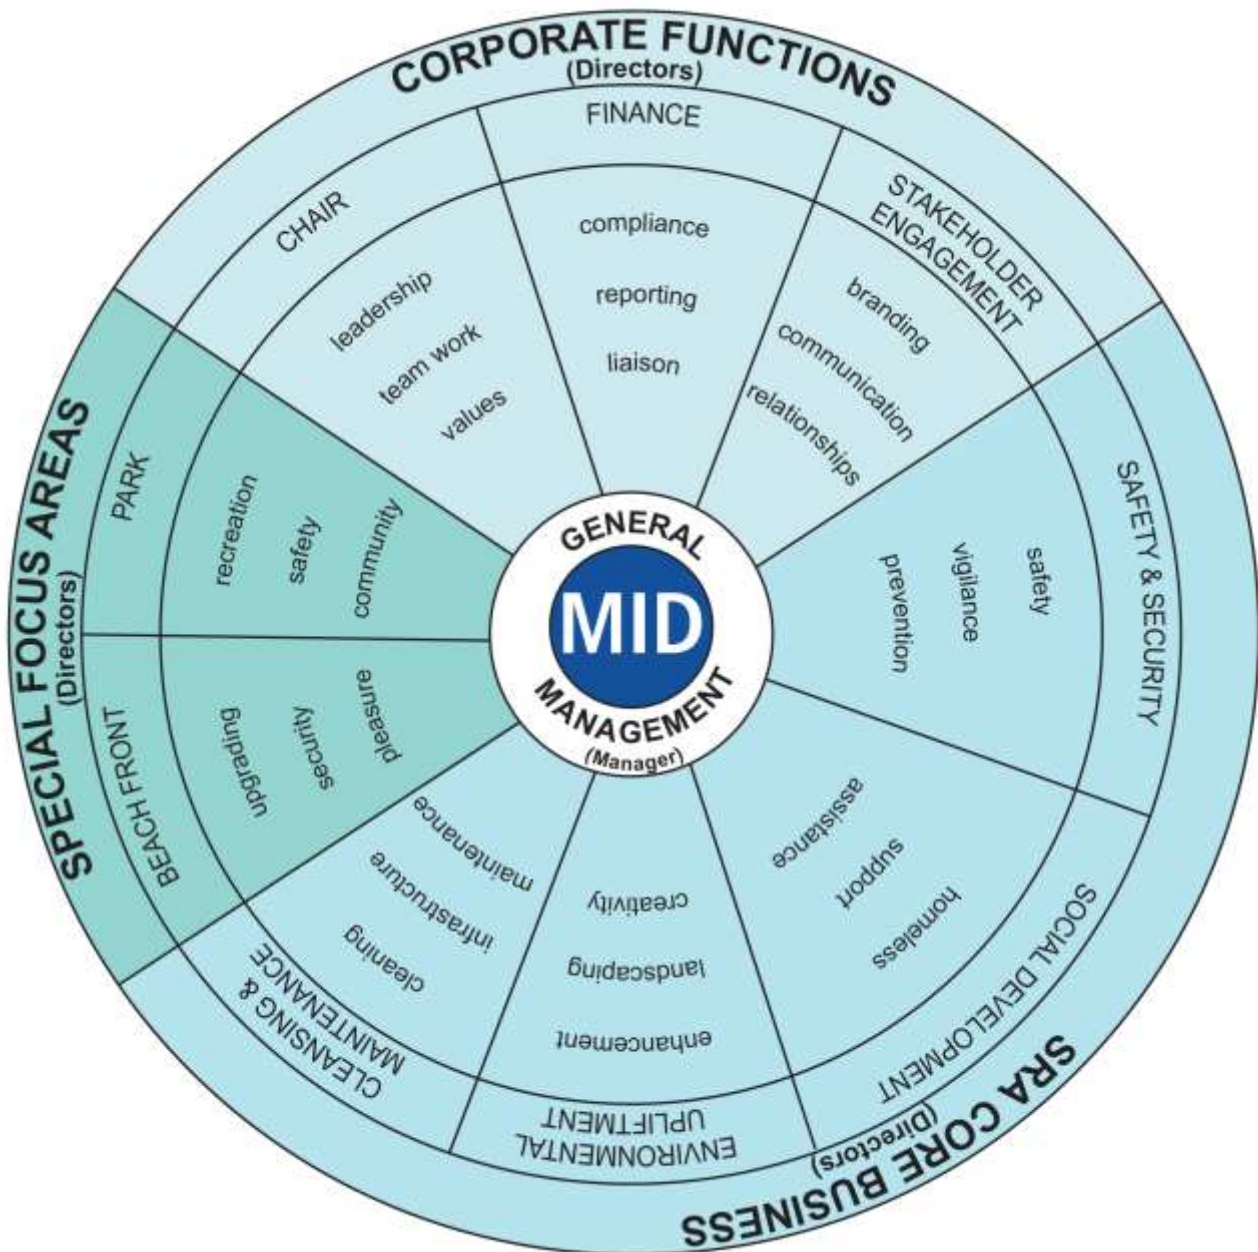 CORPORATE FUNCTIONS
(Directors)
CHAIR
leadership
team work
values
FINANCE
compliance
reporting
liaison
STAKEHOLDER
ENGAGEMENT
branding
communication
relationships
SAFETY & SECURITY
safety
vigilance
prevention
SOCIAL DEVELOPMENT
homeless
support
assistance
SRA CORE BUSINESS
(Directors)
ENVIRONMENTAL
UPLIFTMENT
enhancement
landscaping
creativity
CLEANSING &
MAINTENANCE
cleaning
infrastructure
maintenance
SPECIAL FOCUS AREAS
(Directors)
BEACH FRONT
upgrading
security
pleasure
PARK
recreation
safety
community
GENERAL
MID
MANAGEMENT
(Manager)